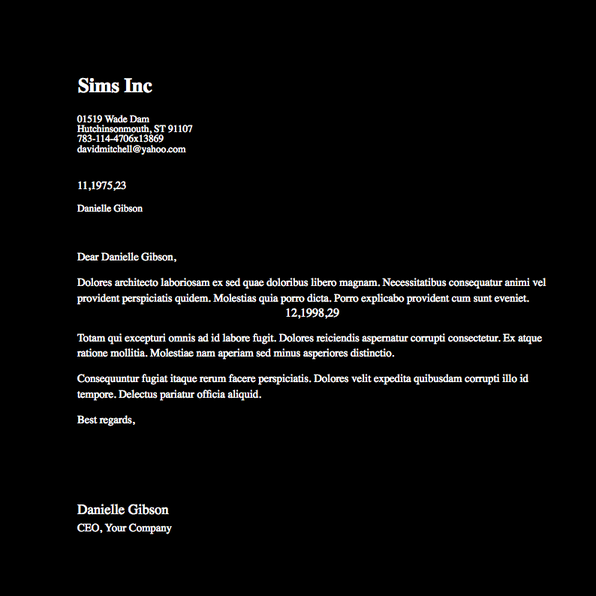 Sims Inc
01519 Wade Dam
Hutchinsonmouth, ST 91107
783-114-4706x13869
davidmitchell@yahoo.com
11,1975,23
Danielle Gibson
Dear Danielle Gibson,
Dolores architecto laboriosam ex sed quae doloribus libero magnam. Necessitatibus consequatur animi vel
provident perspiciatis quidem. Molestias quia porro dicta. Porro explicabo provident cum sunt eveniet.
12,1998,29
Totam qui excepturi omnis ad id labore fugit. Dolores reiciendis aspernatur corrupti consectetur. Ex atque
ratione mollitia. Molestiae nam aperiam sed minus asperiores distinctio.
Consequuntur fugiat itaque rerum facere perspiciatis. Dolores velit expedita quibusdam corrupti illo id
tempore. Delectus pariatur officia aliquid.
Best regards,
Danielle Gibson
CEO, Your Company